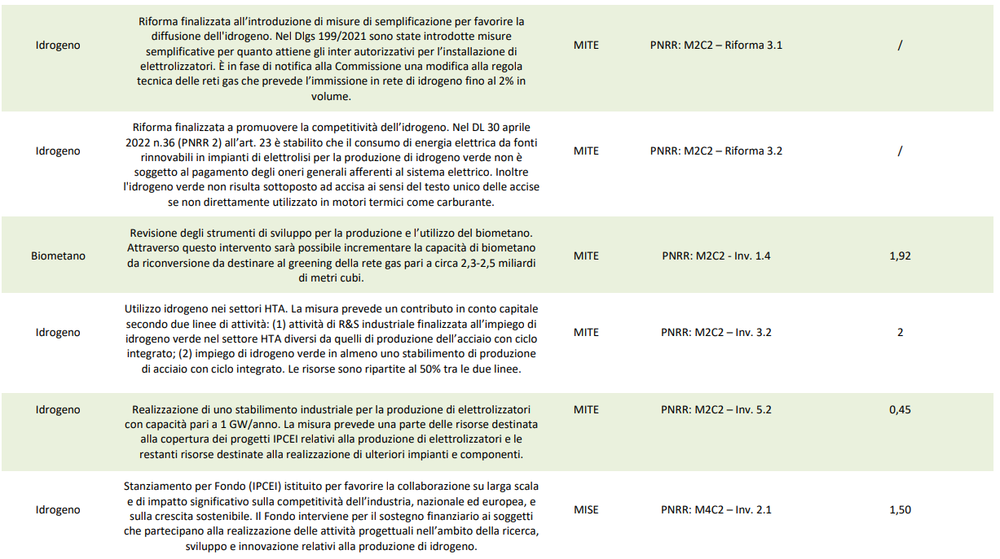 Riforma finalizzata all’introduzione di misure di semplificazione per favorire la
diffusione dell'idrogeno. Nel Dlgs 199/2021 sono state introdotte misure
Idrogeno semplificative per quanto attiene gli inter autorizzativi per l’installazione di MITE PNRR: M2C2 – Riforma 3.1 /
elettrolizzatori. È in fase di notifica alla Commissione una modifica alla regola
tecnica delle reti gas che prevede l’immissione in rete di idrogeno fino al 2% in
volume.
Riforma finalizzata a promuovere la competitività dell’idrogeno. Nel DL 30 aprile
2022 n.36 (PNRR 2) all’art. 23 è stabilito che il consumo di energia elettrica da fonti
Idrogeno rinnovabili in impianti di elettrolisi per la produzione di idrogeno verde non è MITE PNRR: M2C2 – Riforma 3.2 /
soggetto al pagamento degli oneri generali afferenti al sistema elettrico. Inoltre
l'idrogeno verde non risulta sottoposto ad accisa ai sensi del testo unico delle accise
se non direttamente utilizzato in motori termici come carburante.
Revisione degli strumenti di sviluppo per la produzione e l’utilizzo del biometano.
Attraverso questo intervento sarà possibile incrementare la capacità di biometano
Biometano da riconversione da destinare al greening della rete gas pari a circa 2,3-2,5 miliardi MITE PNRR: M2C2 - Inv. 1.4 1,92
di metri cubi.
Utilizzo idrogeno nei settori HTA. La misura prevede un contributo in conto capitale
secondo due linee di attività: (1) attività di R&S industriale finalizzata all’impiego di
Idrogeno idrogeno verde nel settore HTA diversi da quelli di produzione dell’acciaio con ciclo MITE PNRR: M2C2 – Inv. 3.2 2
integrato; (2) impiego di idrogeno verde in almeno uno stabilimento di produzione
di acciaio con ciclo integrato. Le risorse sono ripartite al 50% tra le due linee.
Idrogeno Realizzazione di uno stabilimento industriale per la produzione di elettrolizzatori MITE PNRR: M2C2 – Inv. 5.2 0,45
con capacità pari a 1 GW/anno. La misura prevede una parte delle risorse destinata
alla copertura dei progetti IPCEI relativi alla produzione di elettrolizzatori e le
restanti risorse destinate alla realizzazione di ulteriori impianti e componenti.
Stanziamento per Fondo (IPCEI) istituito per favorire la collaborazione su larga scala
e di impatto significativo sulla competitività dell’industria, nazionale ed europea, e
Idrogeno sulla crescita sostenibile. Il Fondo interviene per il sostegno finanziario ai soggetti MISE PNRR: M4C2 – Inv. 2.1 1,50
che partecipano alla realizzazione delle attività progettuali nell’ambito della ricerca,
sviluppo e innovazione relativi alla produzione di idrogeno.